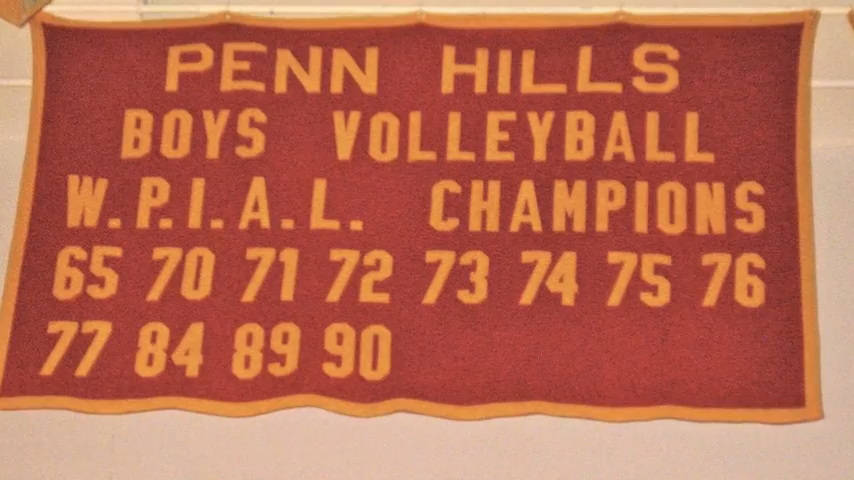 PENN HILLS
BOYS VOLLEYBALL
W.P.I.A.L. CHAMPIONS
65 70 71 72 73 74 75 76
77 84 89 90